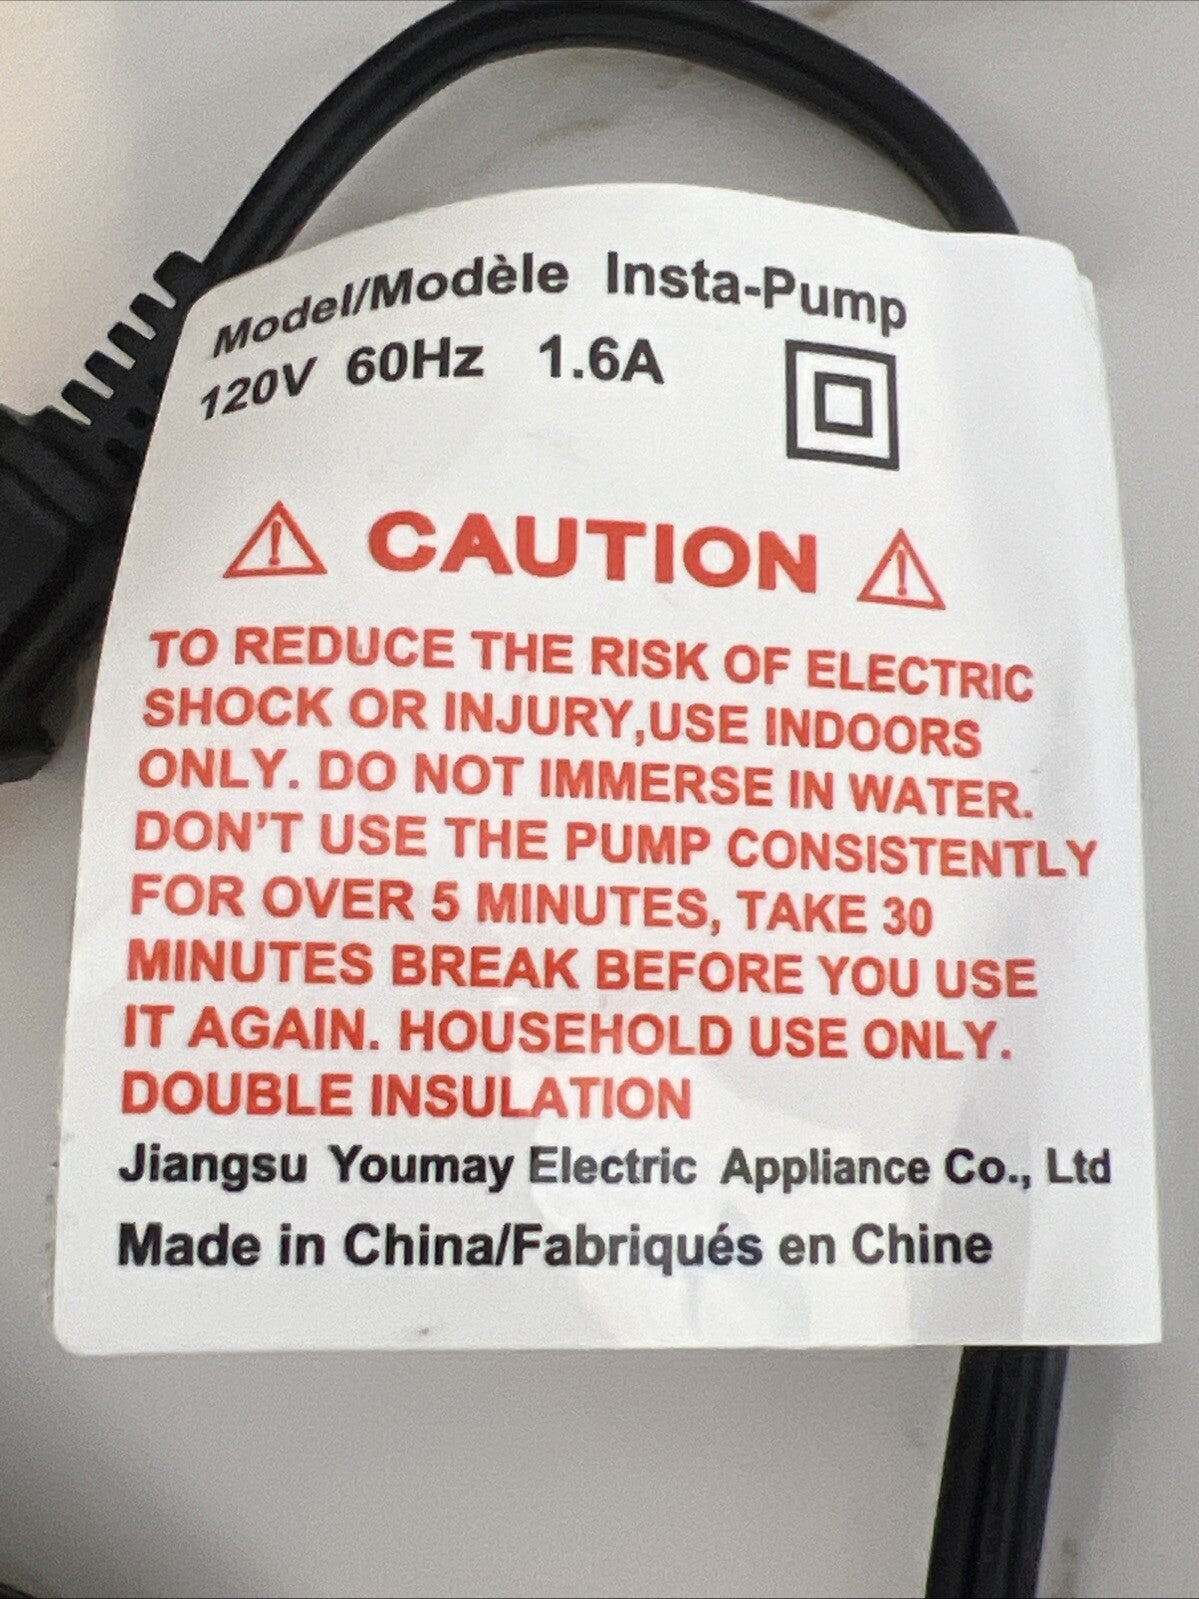 Model/Modèle Insta-Pump
120V 60Hz 1.6A
CAUTION
TO REDUCE THE RISK OF ELECTRIC
SHOCK OR INJURY,USE INDOORS
ONLY. DO NOT IMMERSE IN WATER.
DON'T USE THE PUMP CONSISTENTLY
FOR OVER 5 MINUTES, TAKE 30
MINUTES BREAK BEFORE YOU USE
IT AGAIN. HOUSEHOLD USE ONLY.
DOUBLE INSULATION
Jiangsu Youmay Electric Appliance Co., Ltd
Made in China/Fabriqués en Chine